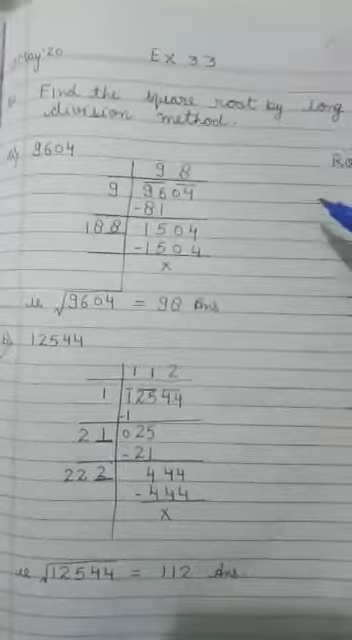 May'20 Ex 33
Find the square root by long
division method.
a) 9604
9 8
9 9604
-81
188 1504
-1504
x
ie √9604 = 98 Ans
b) 12544
1 1 2
1 12544
-1
21 025
-21
222 444
-444
x
ie √12544 = 112 Ans.